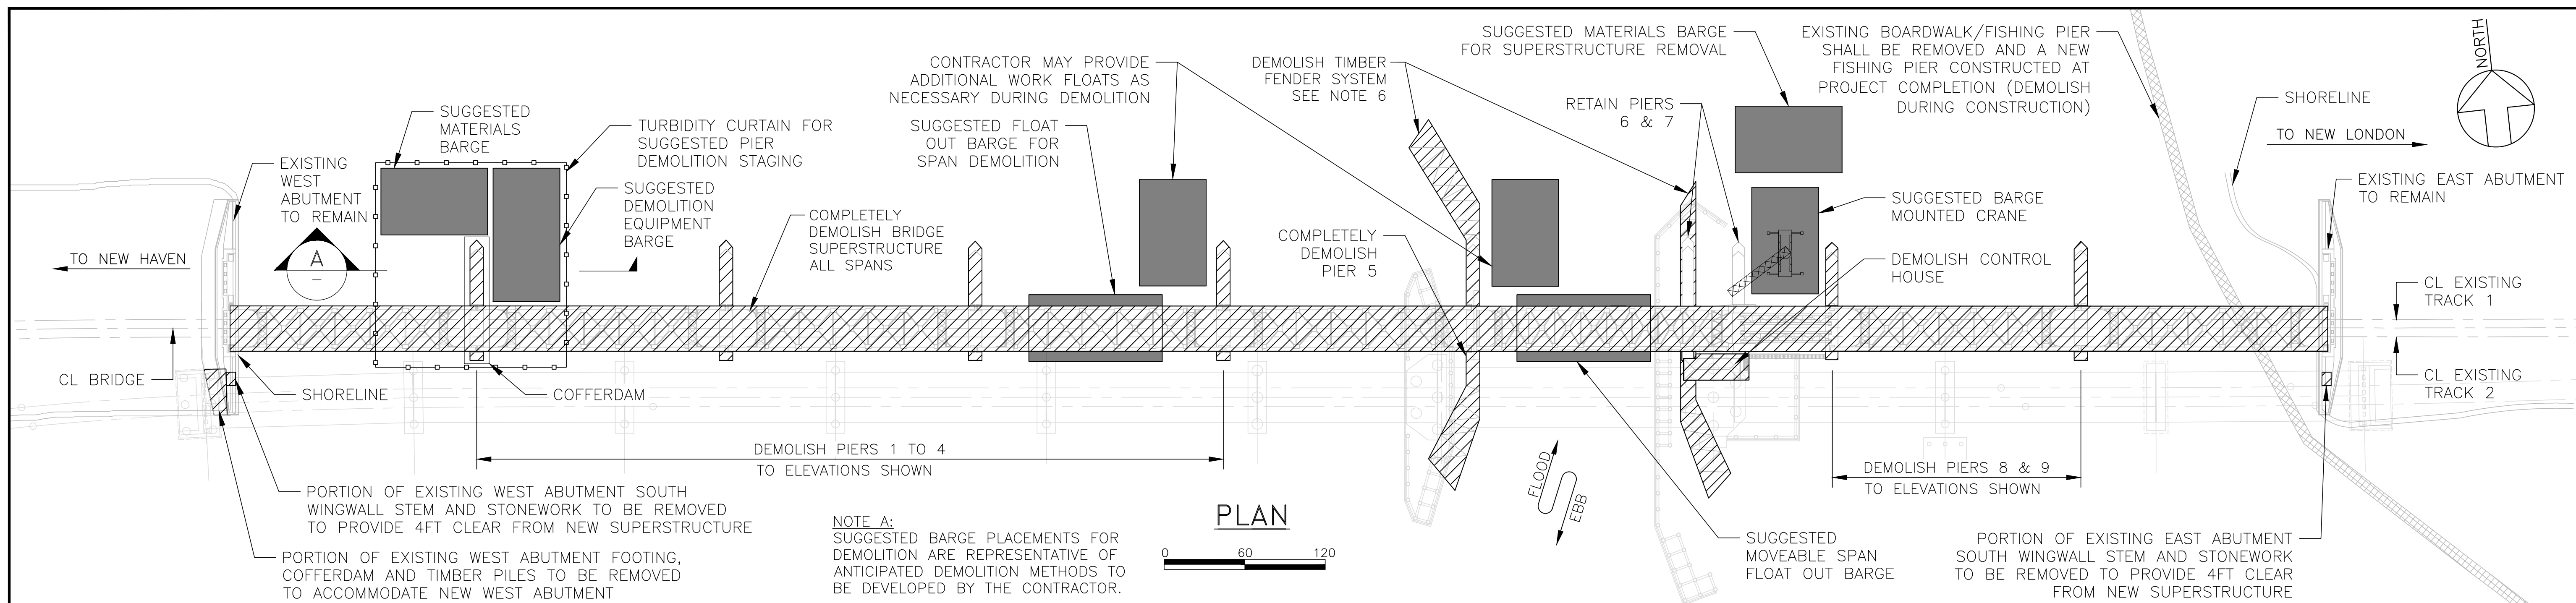 SUGGESTED
MATERIALS
BARGE
EXISTING
WEST
ABUTMENT
TO REMAIN
TURBIDITY CURTAIN FOR
SUGGESTED PIER
DEMOLITION STAGING
SUGGESTED
DEMOLITION
EQUIPMENT
BARGE
TO NEW HAVEN
A
–
COMPLETELY
DEMOLISH BRIDGE
SUPERSTRUCTURE
ALL SPANS
CONTRACTOR MAY PROVIDE
ADDITIONAL WORK FLOATS AS
NECESSARY DURING DEMOLITION
SUGGESTED FLOAT
OUT BARGE FOR
SPAN DEMOLITION
DEMOLISH TIMBER
FENDER SYSTEM
SEE NOTE 6
COMPLETELY
DEMOLISH
PIER 5
SUGGESTED MATERIALS BARGE
FOR SUPERSTRUCTURE REMOVAL
RETAIN PIERS
6 & 7
EXISTING BOARDWALK/FISHING PIER
SHALL BE REMOVED AND A NEW
FISHING PIER CONSTRUCTED AT
PROJECT COMPLETION (DEMOLISH
DURING CONSTRUCTION)
SUGGESTED BARGE
MOUNTED CRANE
DEMOLISH CONTROL
HOUSE
NORTH
SHORELINE
TO NEW LONDON
EXISTING EAST ABUTMENT
TO REMAIN
CL EXISTING
TRACK 1
CL EXISTING
TRACK 2
CL BRIDGE
SHORELINE
COFFERDAM
DEMOLISH PIERS 1 TO 4
TO ELEVATIONS SHOWN
DEMOLISH PIERS 8 & 9
TO ELEVATIONS SHOWN
PORTION OF EXISTING WEST ABUTMENT SOUTH
WINGWALL STEM AND STONEWORK TO BE REMOVED
TO PROVIDE 4FT CLEAR FROM NEW SUPERSTRUCTURE
PORTION OF EXISTING WEST ABUTMENT FOOTING,
COFFERDAM AND TIMBER PILES TO BE REMOVED
TO ACCOMMODATE NEW WEST ABUTMENT
NOTE A:
SUGGESTED BARGE PLACEMENTS FOR
DEMOLITION ARE REPRESENTATIVE OF
ANTICIPATED DEMOLITION METHODS TO
BE DEVELOPED BY THE CONTRACTOR.
PLAN
0 60 120
FLOOD
EBB
SUGGESTED
MOVEABLE SPAN
FLOAT OUT BARGE
PORTION OF EXISTING EAST ABUTMENT
SOUTH WINGWALL STEM AND STONEWORK
TO BE REMOVED TO PROVIDE 4FT CLEAR
FROM NEW SUPERSTRUCTURE